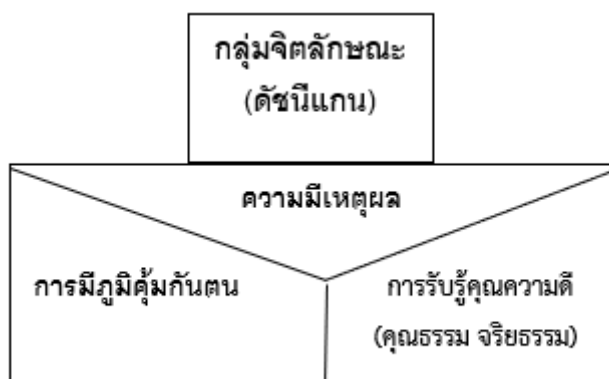 กลุ่มจิตลักษณะ
(ดัชนีแกน)
ความมีเหตุผล
การมีภูมิคุ้มกันตน
การรับรู้คุณความดี
(คุณธรรม จริยธรรม)